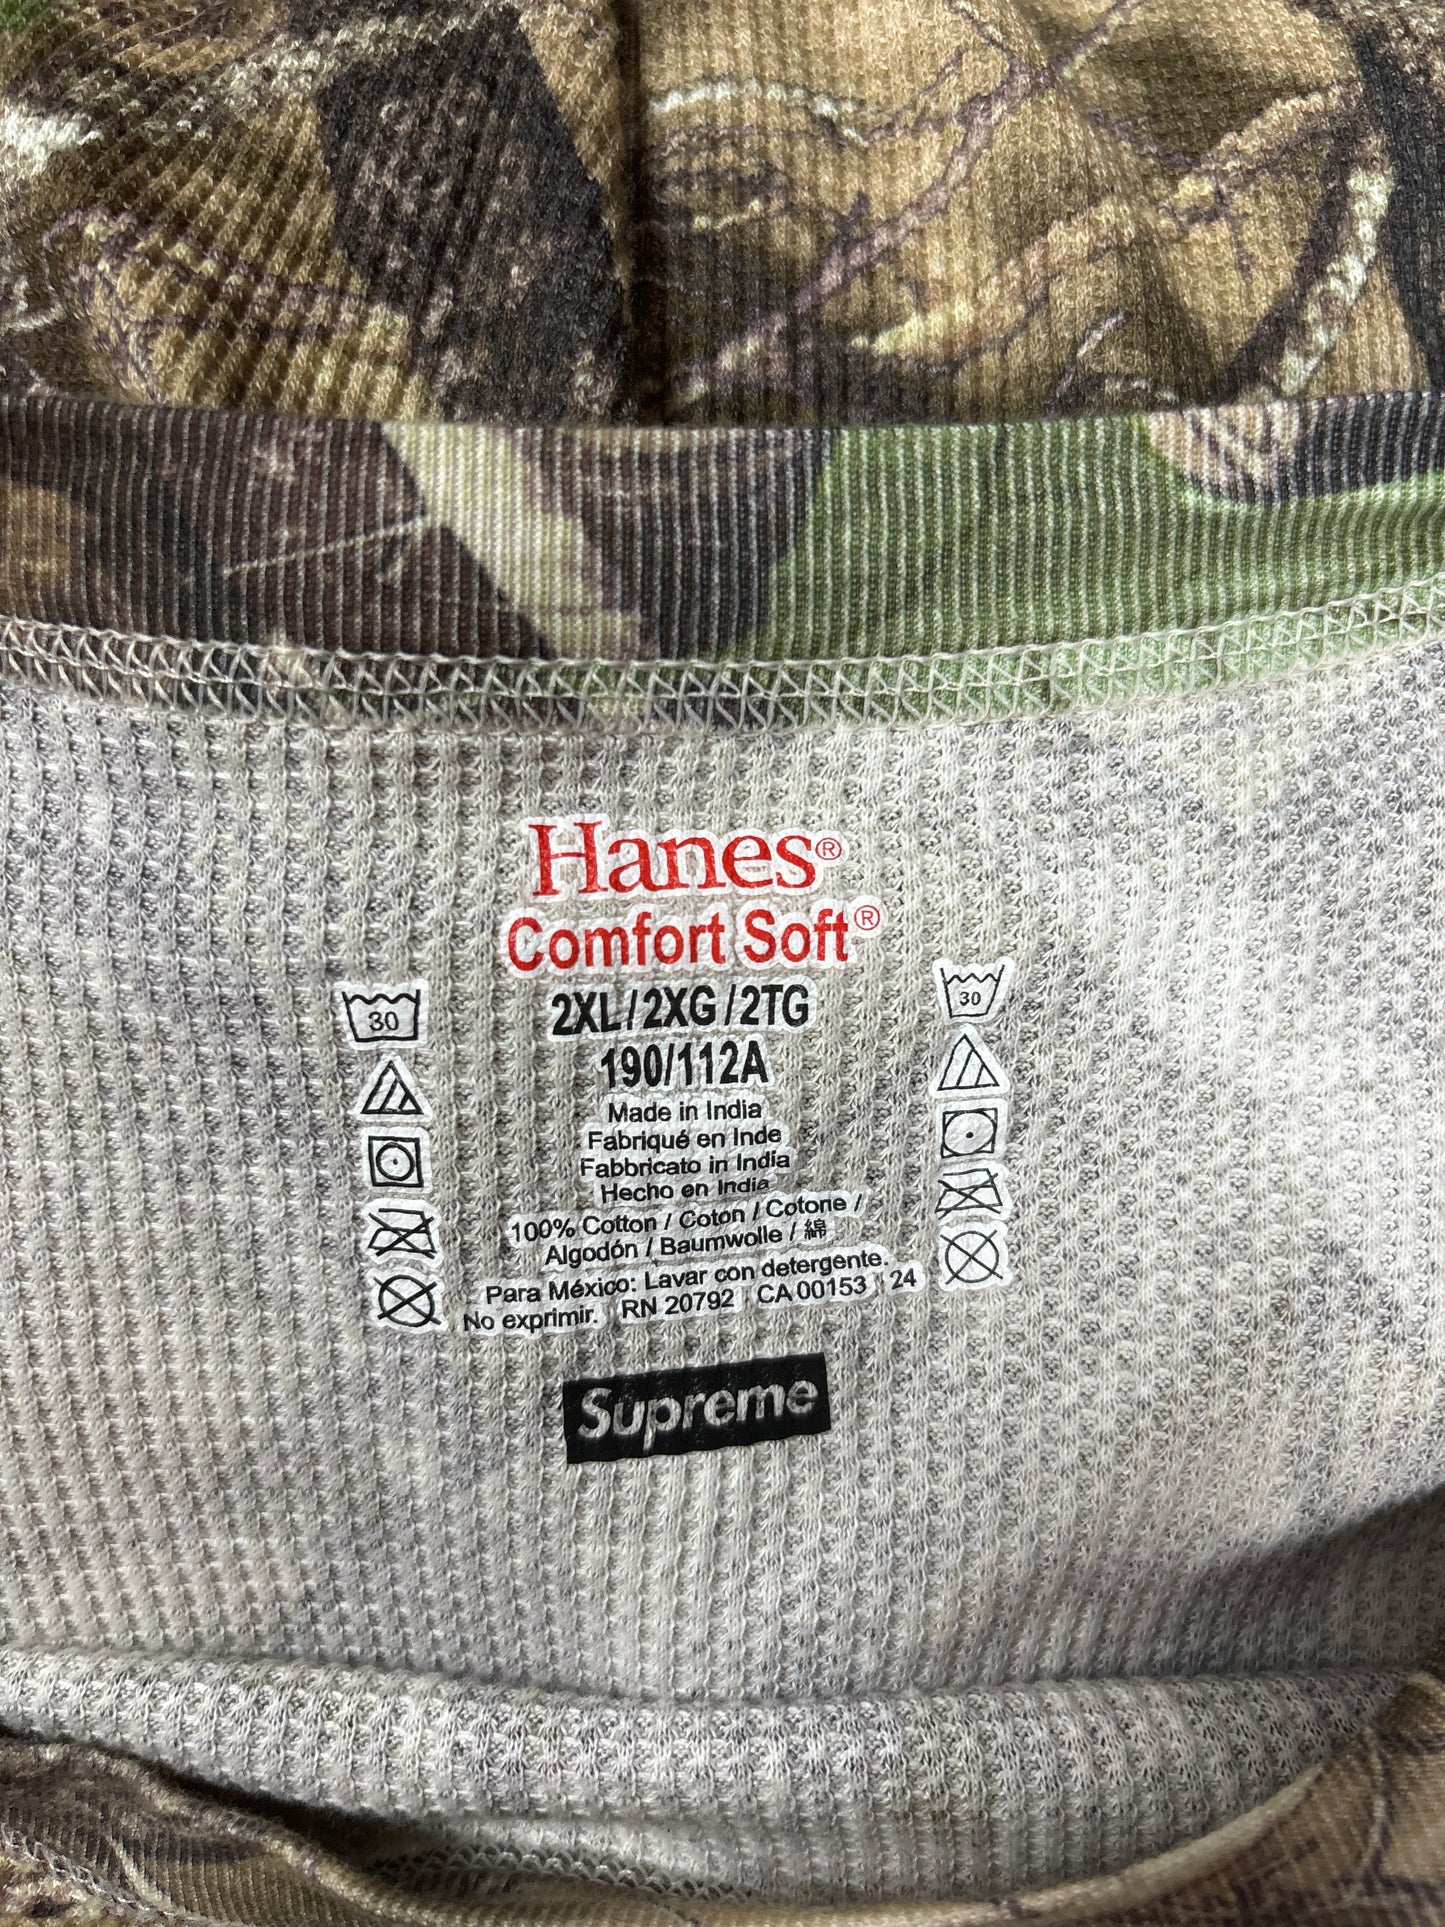 Hanes®
Comfort Soft®
2XL/2XG/2TG
190/112A
30
30
Made in India
Fabriqué en Inde
Fabbricato in India
Hecho en India
100% Cotton / Coton / Cotone /
Algodón / Baumwolle / 綿
Para México: Lavar con detergente.
No exprimir. RN 20792 CA 00153 24
Supreme